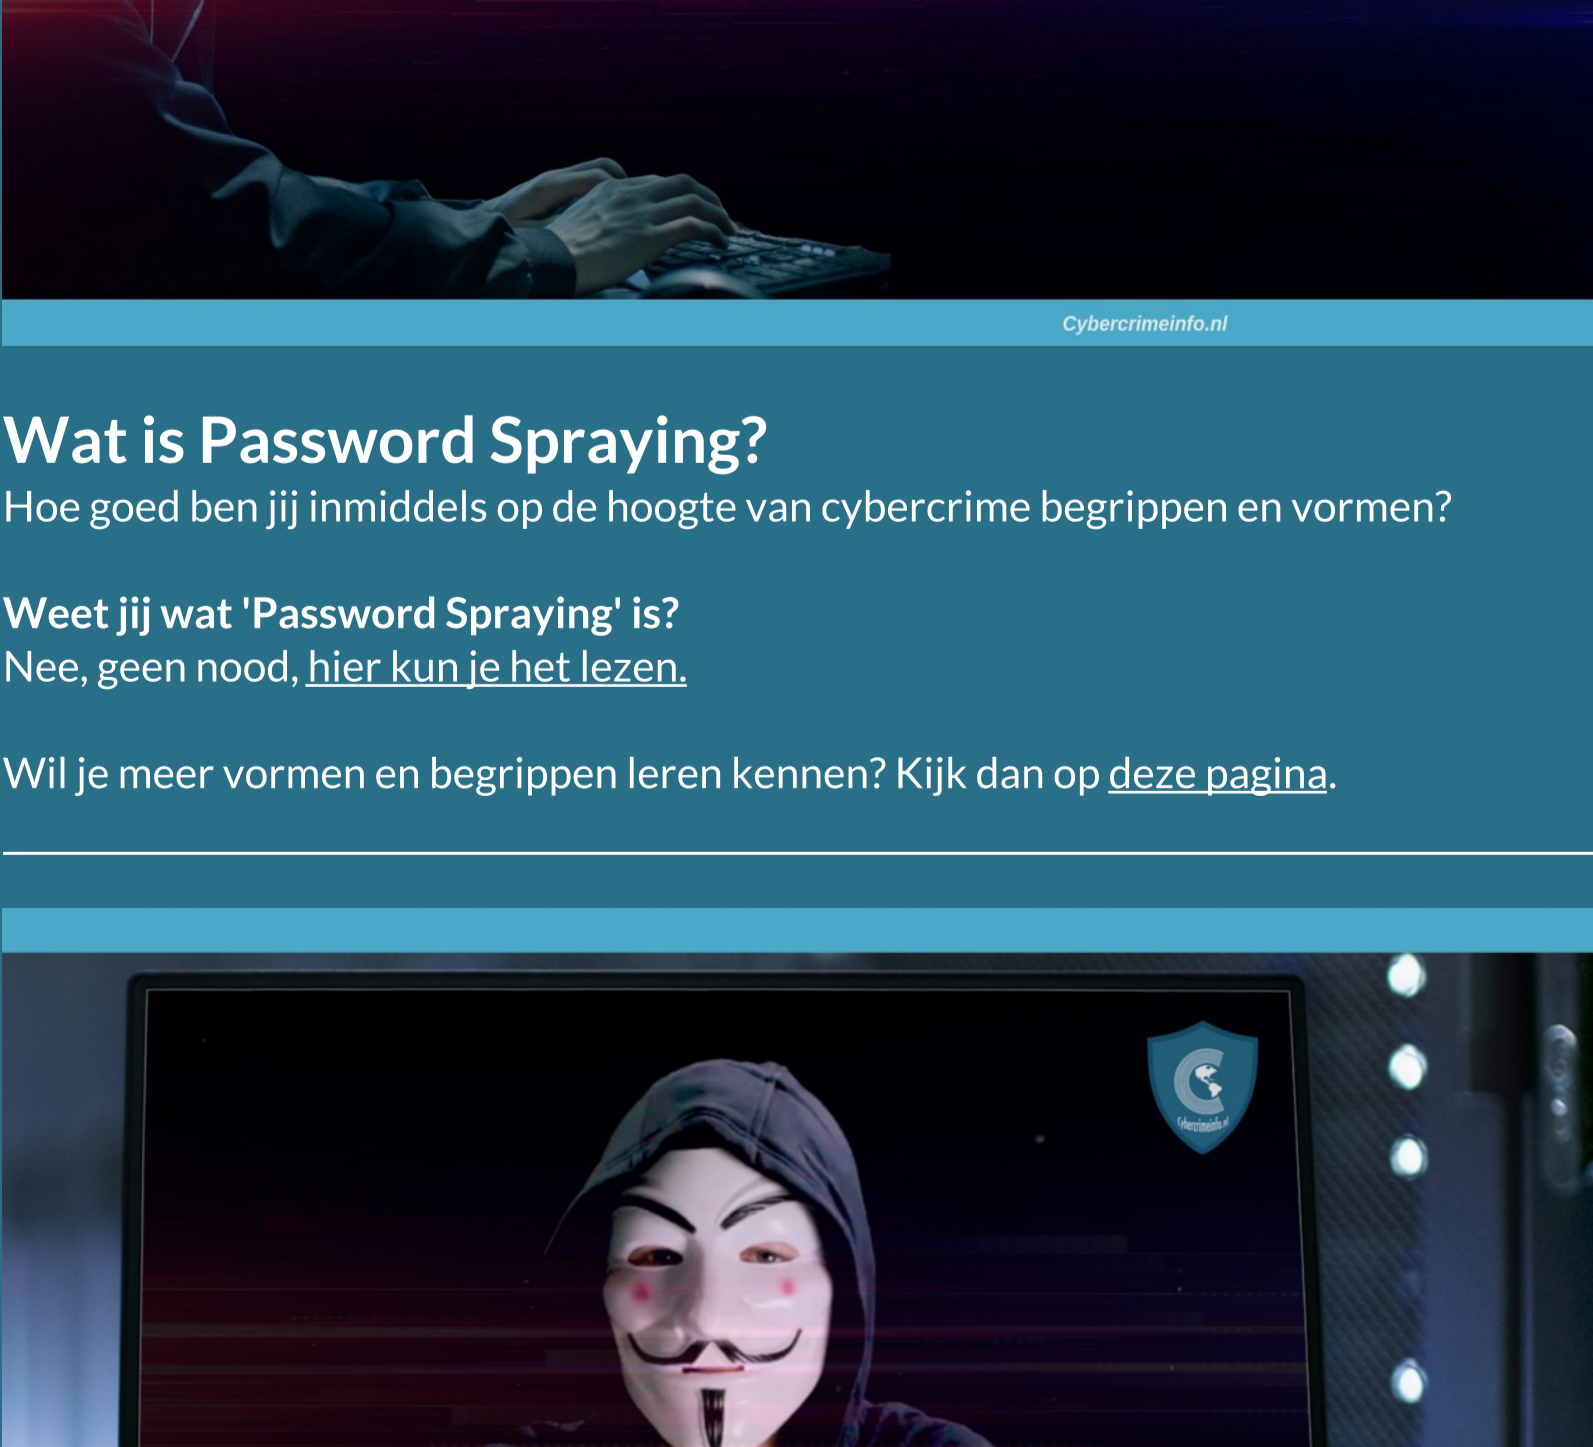 Cybercrimeinfo.nl
Wat is Password Spraying?
Hoe goed ben jij inmiddels op de hoogte van cybercrime begrippen en vormen?
Weet jij wat 'Password Spraying' is?
Nee, geen nood, hier kun je het lezen.
Wil je meer vormen en begrippen leren kennen? Kijk dan op deze pagina.
Cybercrimeinfo.nl